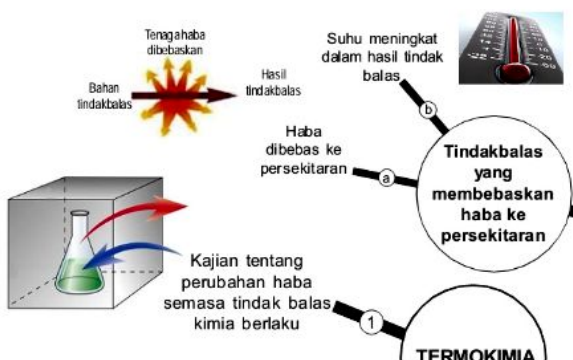 Tenaga haba
dibebaskan
Bahan
tindakbalas
Hasil
tindakbalas
Suhu meningkat
dalam hasil tindak
balas
b
Haba
dibebas ke
persekitaran
a
Tindakbalas
yang
membebaskan
haba ke
persekitaran
Kajian tentang
perubahan haba
semasa tindak balas
kimia berlaku
1
TERMOKIMIA